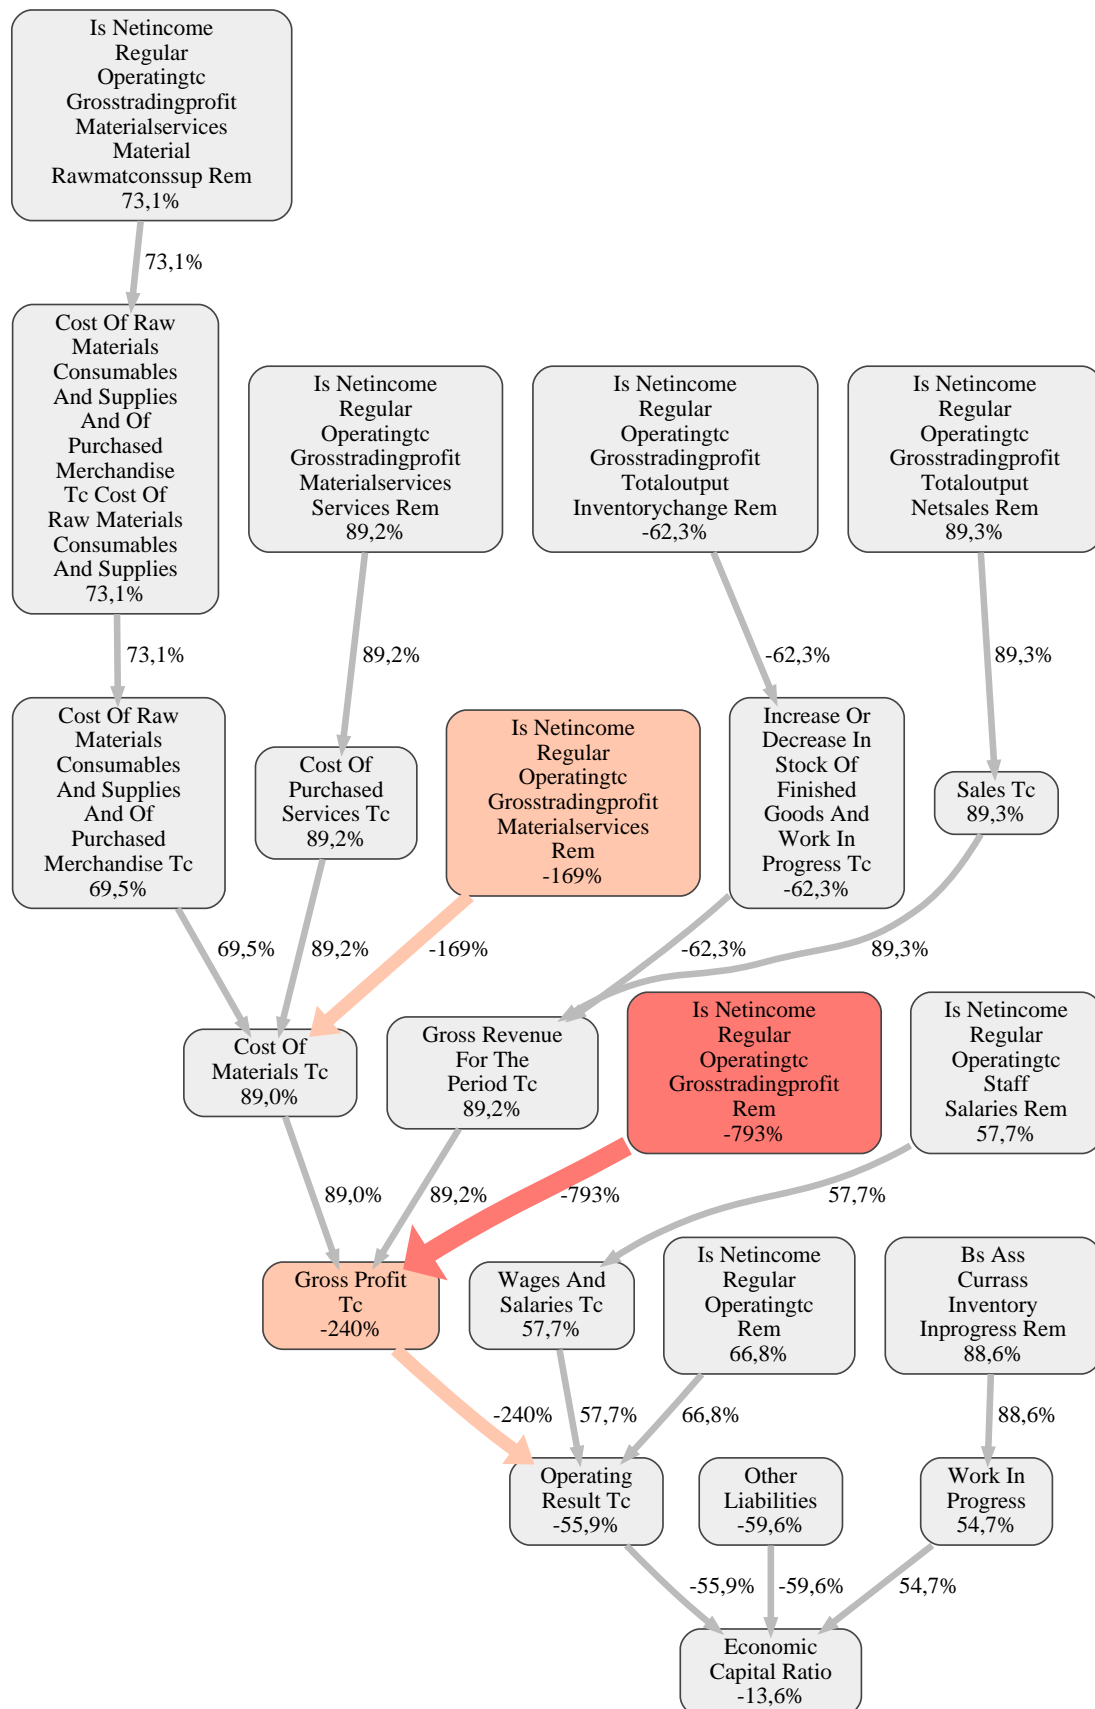 Is Netincome
Regular
Operatingtc
Grosstradingprofit
Materialservices
Material
Rawmatconssup Rem
73,1%
73,1%
Cost Of Raw
Materials
Consumables
And Supplies
And Of
Purchased
Merchandise
Tc Cost Of
Raw Materials
Consumables
And Supplies
73,1%
Is Netincome
Regular
Operatingtc
Grosstradingprofit
Materialservices
Services Rem
89,2%
Is Netincome
Regular
Operatingtc
Grosstradingprofit
Totaloutput
Inventorychange Rem
-62,3%
Is Netincome
Regular
Operatingtc
Grosstradingprofit
Totaloutput
Netsales Rem
89,3%
73,1%
89,2%
-62,3%
89,3%
Cost Of Raw
Materials
Consumables
And Supplies
And Of
Purchased
Merchandise Tc
69,5%
Cost Of
Purchased
Services Tc
89,2%
Is Netincome
Regular
Operatingtc
Grosstradingprofit
Materialservices
Rem
-169%
Increase Or
Decrease In
Stock Of
Finished
Goods And
Work In
Progress Tc
-62,3%
Sales Tc
89,3%
69,5%
89,2%
-169%
-62,3%
89,3%
Cost Of
Materials Tc
89,0%
Gross Revenue
For The
Period Tc
89,2%
Is Netincome
Regular
Operatingtc
Grosstradingprofit
Rem
-793%
Is Netincome
Regular
Operatingtc
Staff
Salaries Rem
57,7%
89,0%
89,2%
-793%
57,7%
Gross Profit
Tc
-240%
Wages And
Salaries Tc
57,7%
Is Netincome
Regular
Operatingtc
Rem
66,8%
Bs Ass
Currass
Inventory
Inprogress Rem
88,6%
-240%
57,7%
66,8%
88,6%
Operating
Result Tc
-55,9%
Other
Liabilities
-59,6%
Work In
Progress
54,7%
-55,9%
-59,6%
54,7%
Economic
Capital Ratio
-13,6%